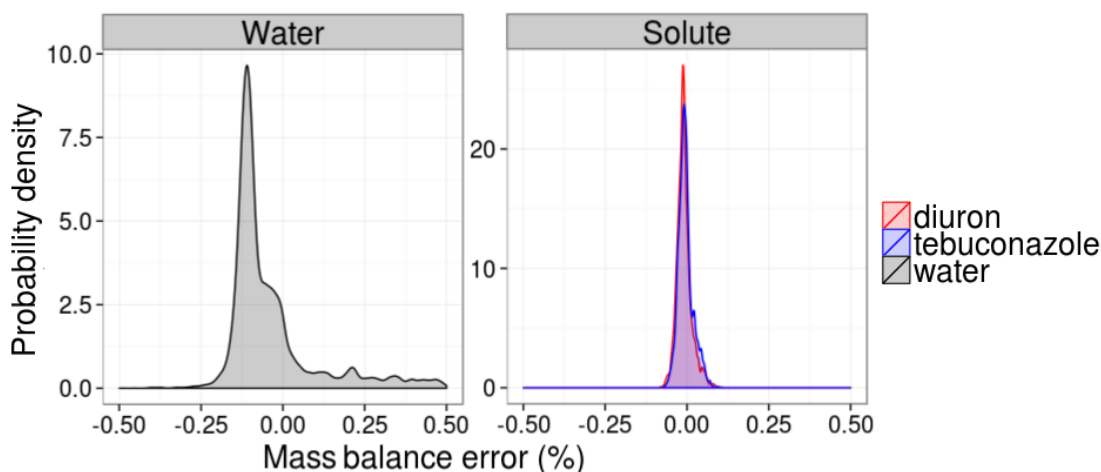 Water
Solute
Probability density
10.0
7.5
5.0
2.5
0.0
20
10
0
-0.50 -0.25 0.00 0.25 0.50
-0.50 -0.25 0.00 0.25 0.50
Mass balance error (%)
diuron
tebuconazole
water